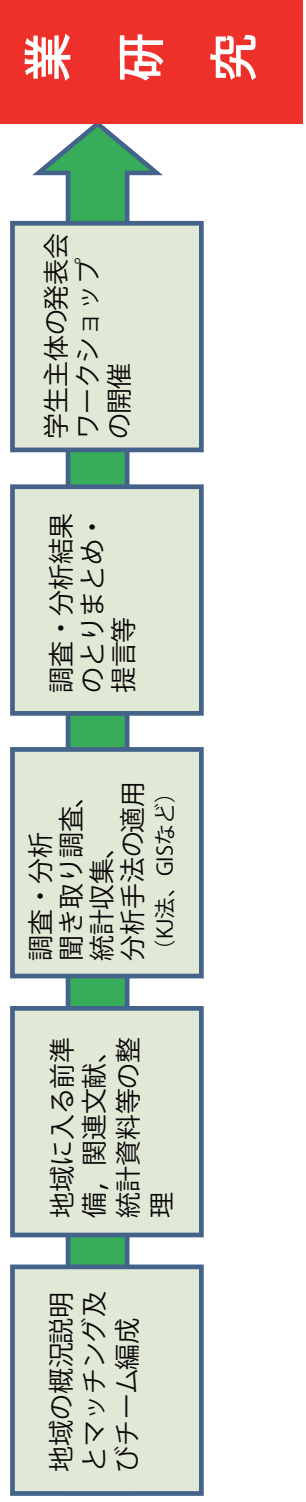 地域の概況説明
とマッチング及
びチーム編成
地域に入る前準
備，関連文献、
統計資料等の整
理
調査・分析
聞き取り調査、
統計収集、
分析手法の適用
（KJ法、GISなど）
調査・分析結果
のとりまとめ・
提言等
学生主体の発表会
ワークショップ
の開催
業研究